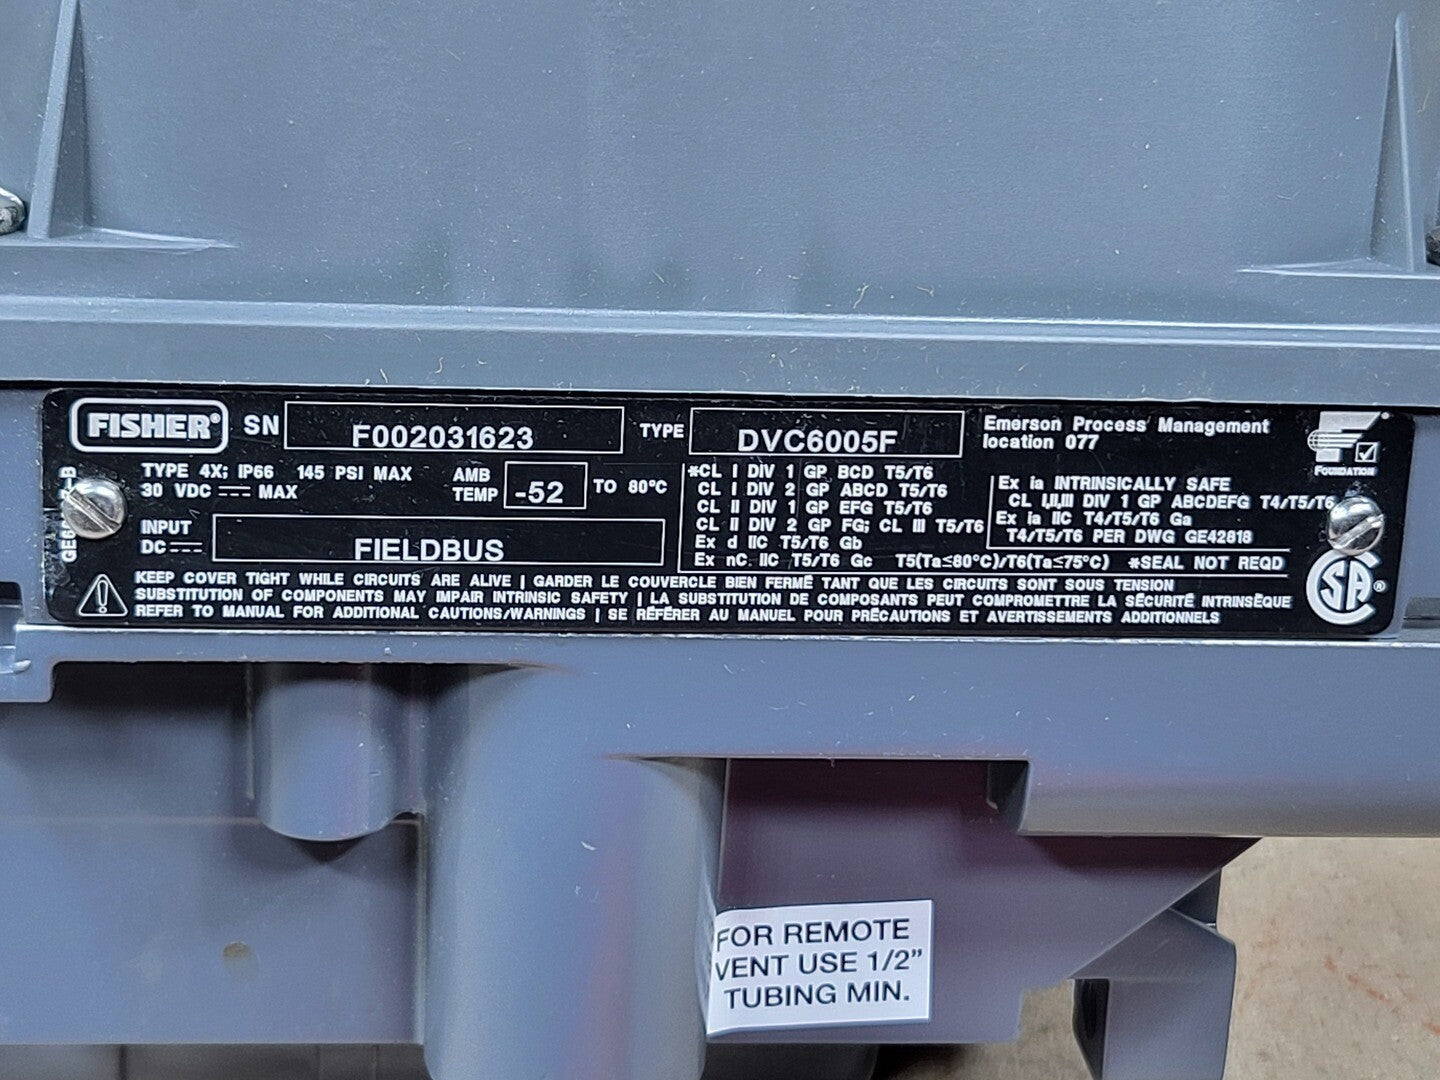 FISHER® SN F002031623 TYPE DVC6005F Emerson Process Management location 077
TYPE 4X; IP66 145 PSI MAX
30 VDC MAX
AMB TEMP -52 TO 80°C
INPUT DC FIELDBUS
*CL I DIV 1 GP BCD T5/T6
CL I DIV 2 GP ABCD T5/T6
CL II DIV 1 GP EFG T5/T6
CL II DIV 2 GP FG; CL III T5/T6
Ex d IIC T5/T6 Gb
Ex nC IIC T5/T6 Gc T5(Ta≤80°C)/T6(Ta≤75°C) *SEAL NOT REQD
Ex ia INTRINSICALLY SAFE
CL I,II,III DIV 1 GP ABCDEFG T4/T5/T6
Ex ia IIC T4/T5/T6 Ga
T4/T5/T6 PER DWG GE42818
FOUNDATION
KEEP COVER TIGHT WHILE CIRCUITS ARE ALIVE | GARDER LE COUVERCLE BIEN FERMÉ TANT QUE LES CIRCUITS SONT SOUS TENSION
SUBSTITUTION OF COMPONENTS MAY IMPAIR INTRINSIC SAFETY | LA SUBSTITUTION DE COMPOSANTS PEUT COMPROMETTRE LA SÉCURITÉ INTRINSÈQUE
REFER TO MANUAL FOR ADDITIONAL CAUTIONS/WARNINGS | SE RÉFÉRER AU MANUEL POUR PRÉCAUTIONS ET AVERTISSEMENTS ADDITIONNELS
SA®
FOR REMOTE
VENT USE 1/2”
TUBING MIN.